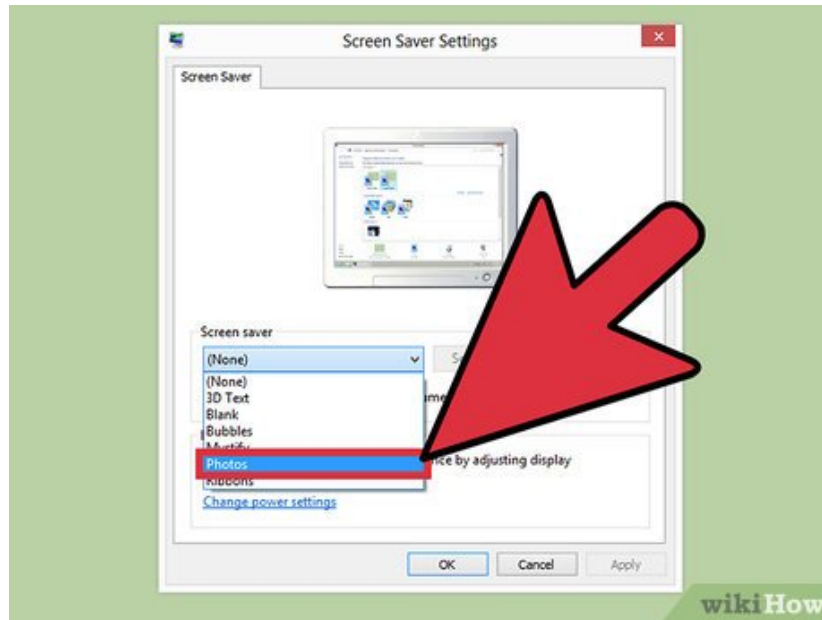 Screen Saver Settings
Screen Saver
Screen saver
(None)
(None)
3D Text
Blank
Bubbles
Mystify
Photos
Ribbons
by adjusting display
Change power settings
OK
Cancel
Apply
wikiHow